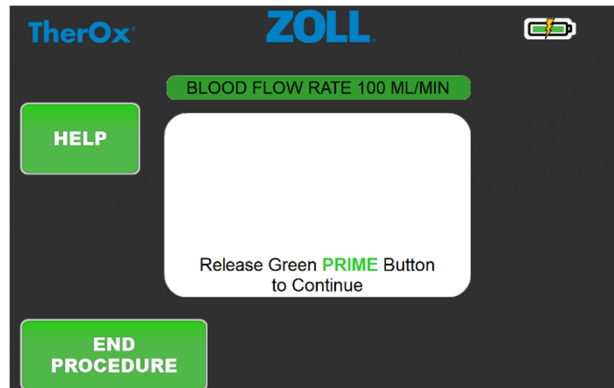 TherOx®
ZOLL®
BLOOD FLOW RATE 100 ML/MIN
HELP
Release Green PRIME Button
to Continue
END
PROCEDURE